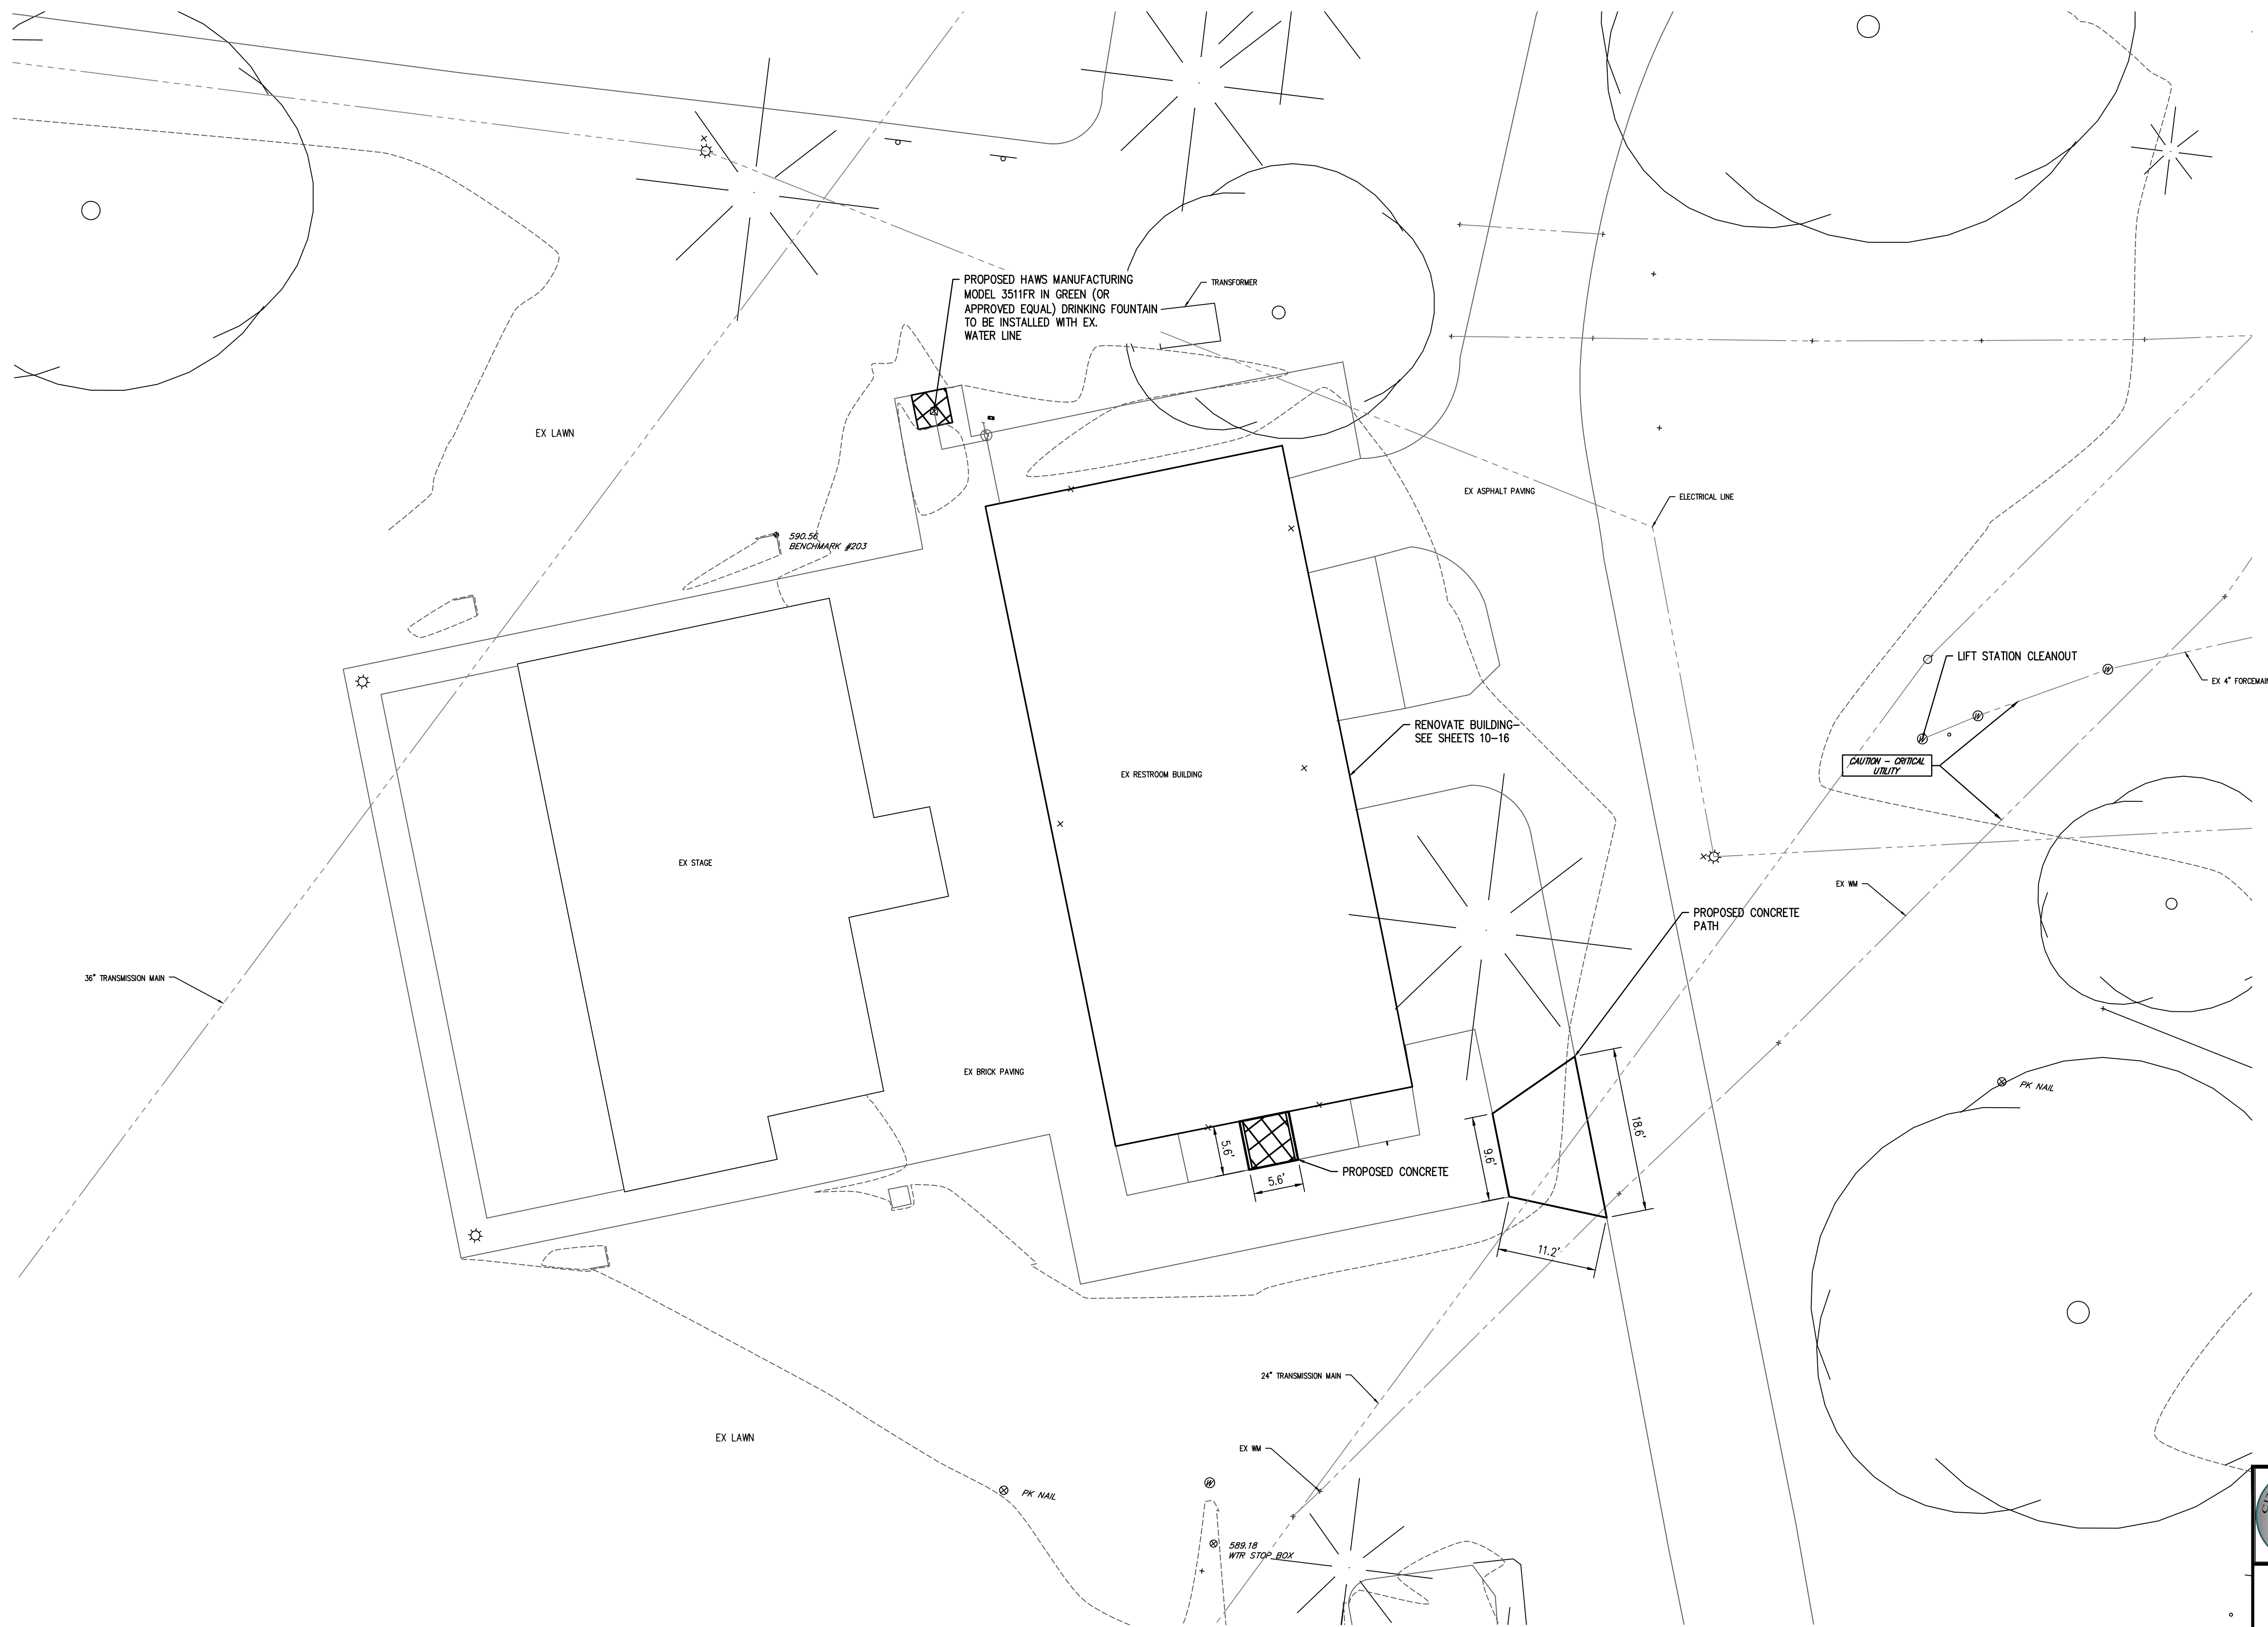 PROPOSED HAWS MANUFACTURING
MODEL 3511FR IN GREEN (OR
APPROVED EQUAL) DRINKING FOUNTAIN
TO BE INSTALLED WITH EX.
WATER LINE
TRANSFORMER
EX LAWN
EX ASPHALT PAVING
ELECTRICAL LINE
590.56
BENCHMARK #203
LIFT STATION CLEANOUT
EX 4" FORCEMAIN
W
W
W
RENOVATE BUILDING-
SEE SHEETS 10-16
CAUTION - CRITICAL
UTILITY
EX RESTROOM BUILDING
EX STAGE
EX WM
PROPOSED CONCRETE
PATH
36" TRANSMISSION MAIN
EX BRICK PAVING
PK NAIL
18.6'
9.6'
5.6'
PROPOSED CONCRETE
5.6'
11.2'
24" TRANSMISSION MAIN
EX LAWN
EX WM
W
PK NAIL
589.18
WTR STOP BOX